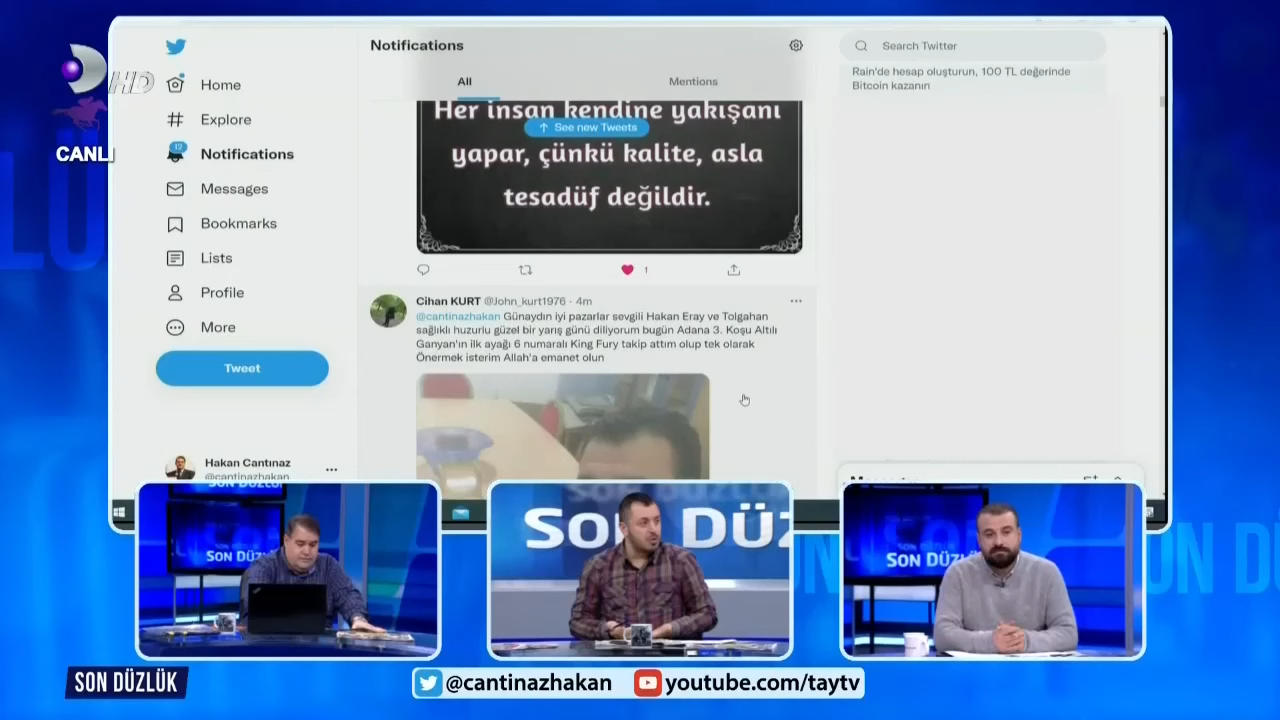 HD
CANLI
Home
Explore
12
Notifications
Messages
Bookmarks
Lists
Profile
More
Tweet
Hakan Cantınaz
@cantinazhakan
Notifications
All
Mentions
See new Tweets
Her insan kendine yakışanı
yapar, çünkü kalite, asla
tesadüf değildir.
1
Cihan KURT @John_kurt1976 · 4m
@cantinazhakan Günaydın iyi pazarlar sevgili Hakan Eray ve Tolgahan
sağlıklı huzurlu güzel bir yarış günü diliyorum bugün Adana 3. Koşu Altılı
Ganyan'ın ilk ayağı 6 numaralı King Fury takip attım olup tek olarak
Önermek isterim Allah'a emanet olun
Search Twitter
Rain'de hesap oluşturun, 100 TL değerinde
Bitcoin kazanın
SON DÜZ
SON DÜZ
SON DÜZ
SON DÜZLÜK
@cantinazhakan
youtube.com/taytv